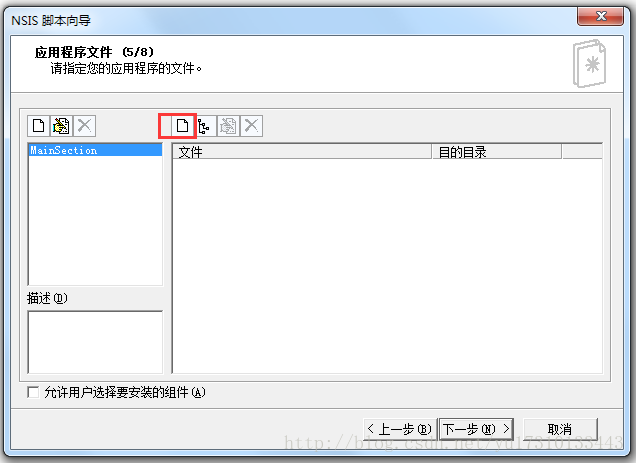 NSIS 脚本向导
应用程序文件 (5/8)
请指定您的应用程序的文件。
MainSection
文件
目的目录
描述(D)
允许用户选择要安装的组件(A)
< 上一步(B)
下一步(N) >
取消
http://blog.csdn.net/yu17310133443